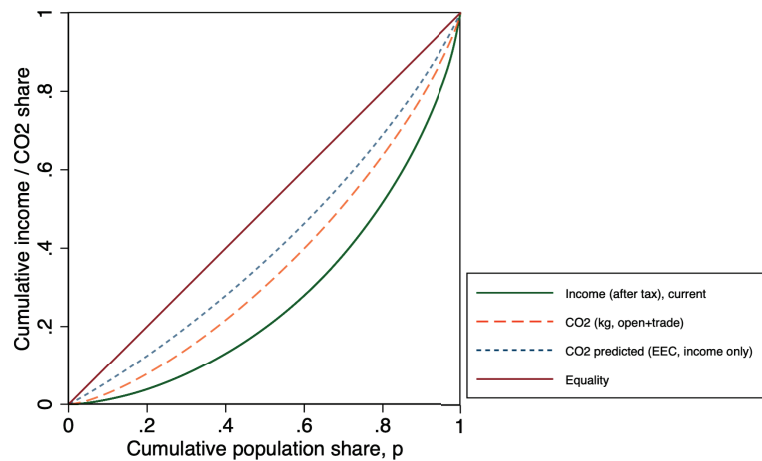 Cumulative income / CO2 share
1
.8
.6
.4
.2
0
0 .2 .4 .6 .8 1
Cumulative population share, p
Income (after tax), current
CO2 (kg, open+trade)
CO2 predicted (EEC, income only)
Equality